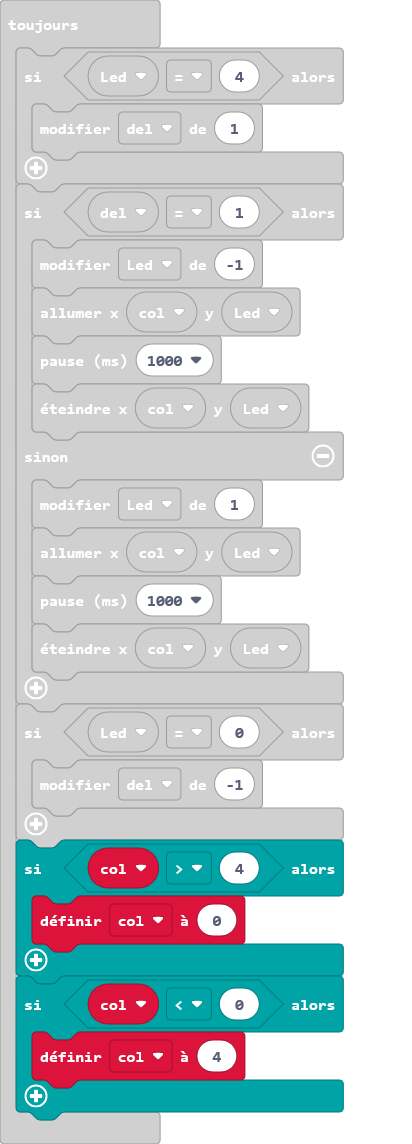 toujours
si Led = 4 alors
modifier del de 1
si del = 1 alors
modifier Led de -1
allumer x col y Led
pause (ms) 1000
éteindre x col y Led
sinon
modifier Led de 1
allumer x col y Led
pause (ms) 1000
éteindre x col y Led
si Led = 0 alors
modifier del de -1
si col > 4 alors
définir col à 0
si col < 0 alors
définir col à 4